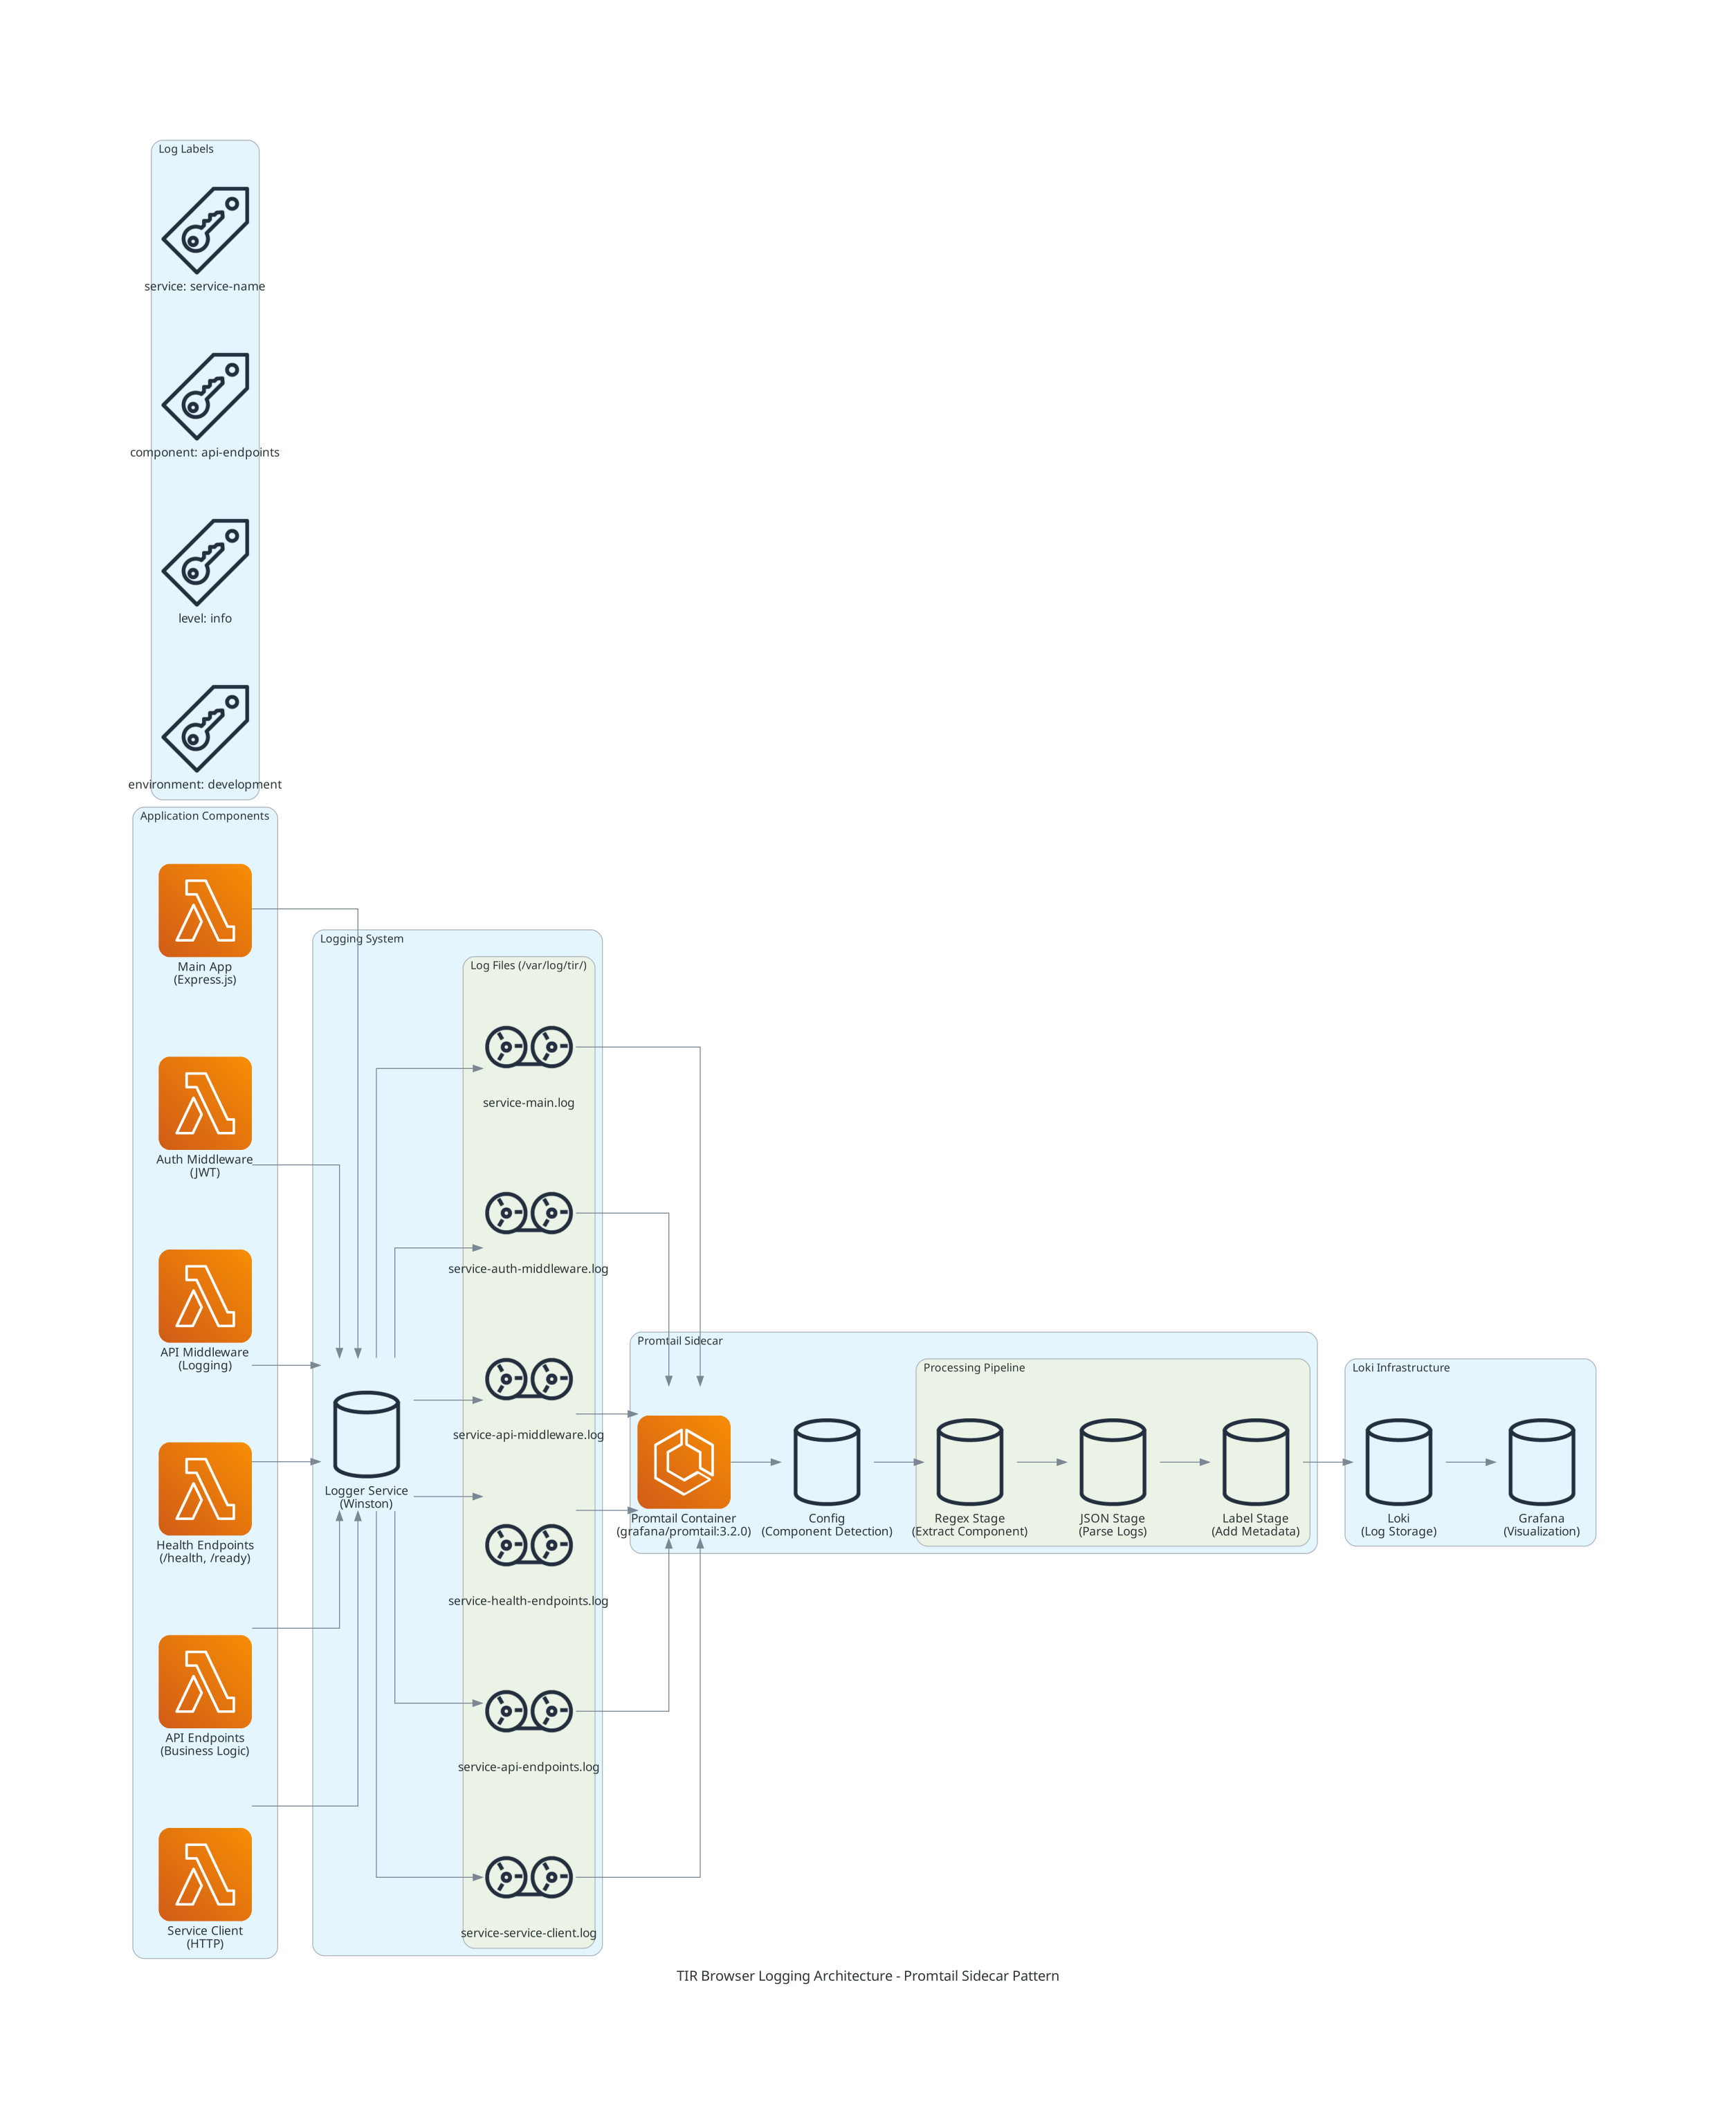 Log Labels
service: service-name
component: api-endpoints
level: info
environment: development
Application Components
Main App
(Express.js)
Auth Middleware
(JWT)
API Middleware
(Logging)
Health Endpoints
(/health, /ready)
API Endpoints
(Business Logic)
Service Client
(HTTP)
Logging System
Logger Service
(Winston)
Log Files (/var/log/tir/)
service-main.log
service-auth-middleware.log
service-api-middleware.log
service-health-endpoints.log
service-api-endpoints.log
service-service-client.log
Promtail Sidecar
Promtail Container
(grafana/promtail:3.2.0)
Config
(Component Detection)
Processing Pipeline
Regex Stage
(Extract Component)
JSON Stage
(Parse Logs)
Label Stage
(Add Metadata)
Loki Infrastructure
Loki
(Log Storage)
Grafana
(Visualization)
TIR Browser Logging Architecture - Promtail Sidecar Pattern